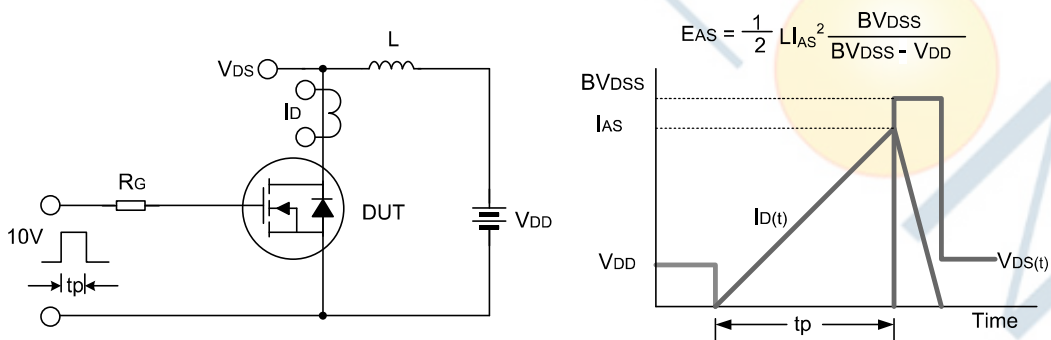 L
VDS
ID
RG
10V
tp
DUT
VDD
EAS = 1/2 LIAS² BVDSS / BVDSS - VDD
BVDSS
IAS
ID(t)
VDD
VDS(t)
tp
Time